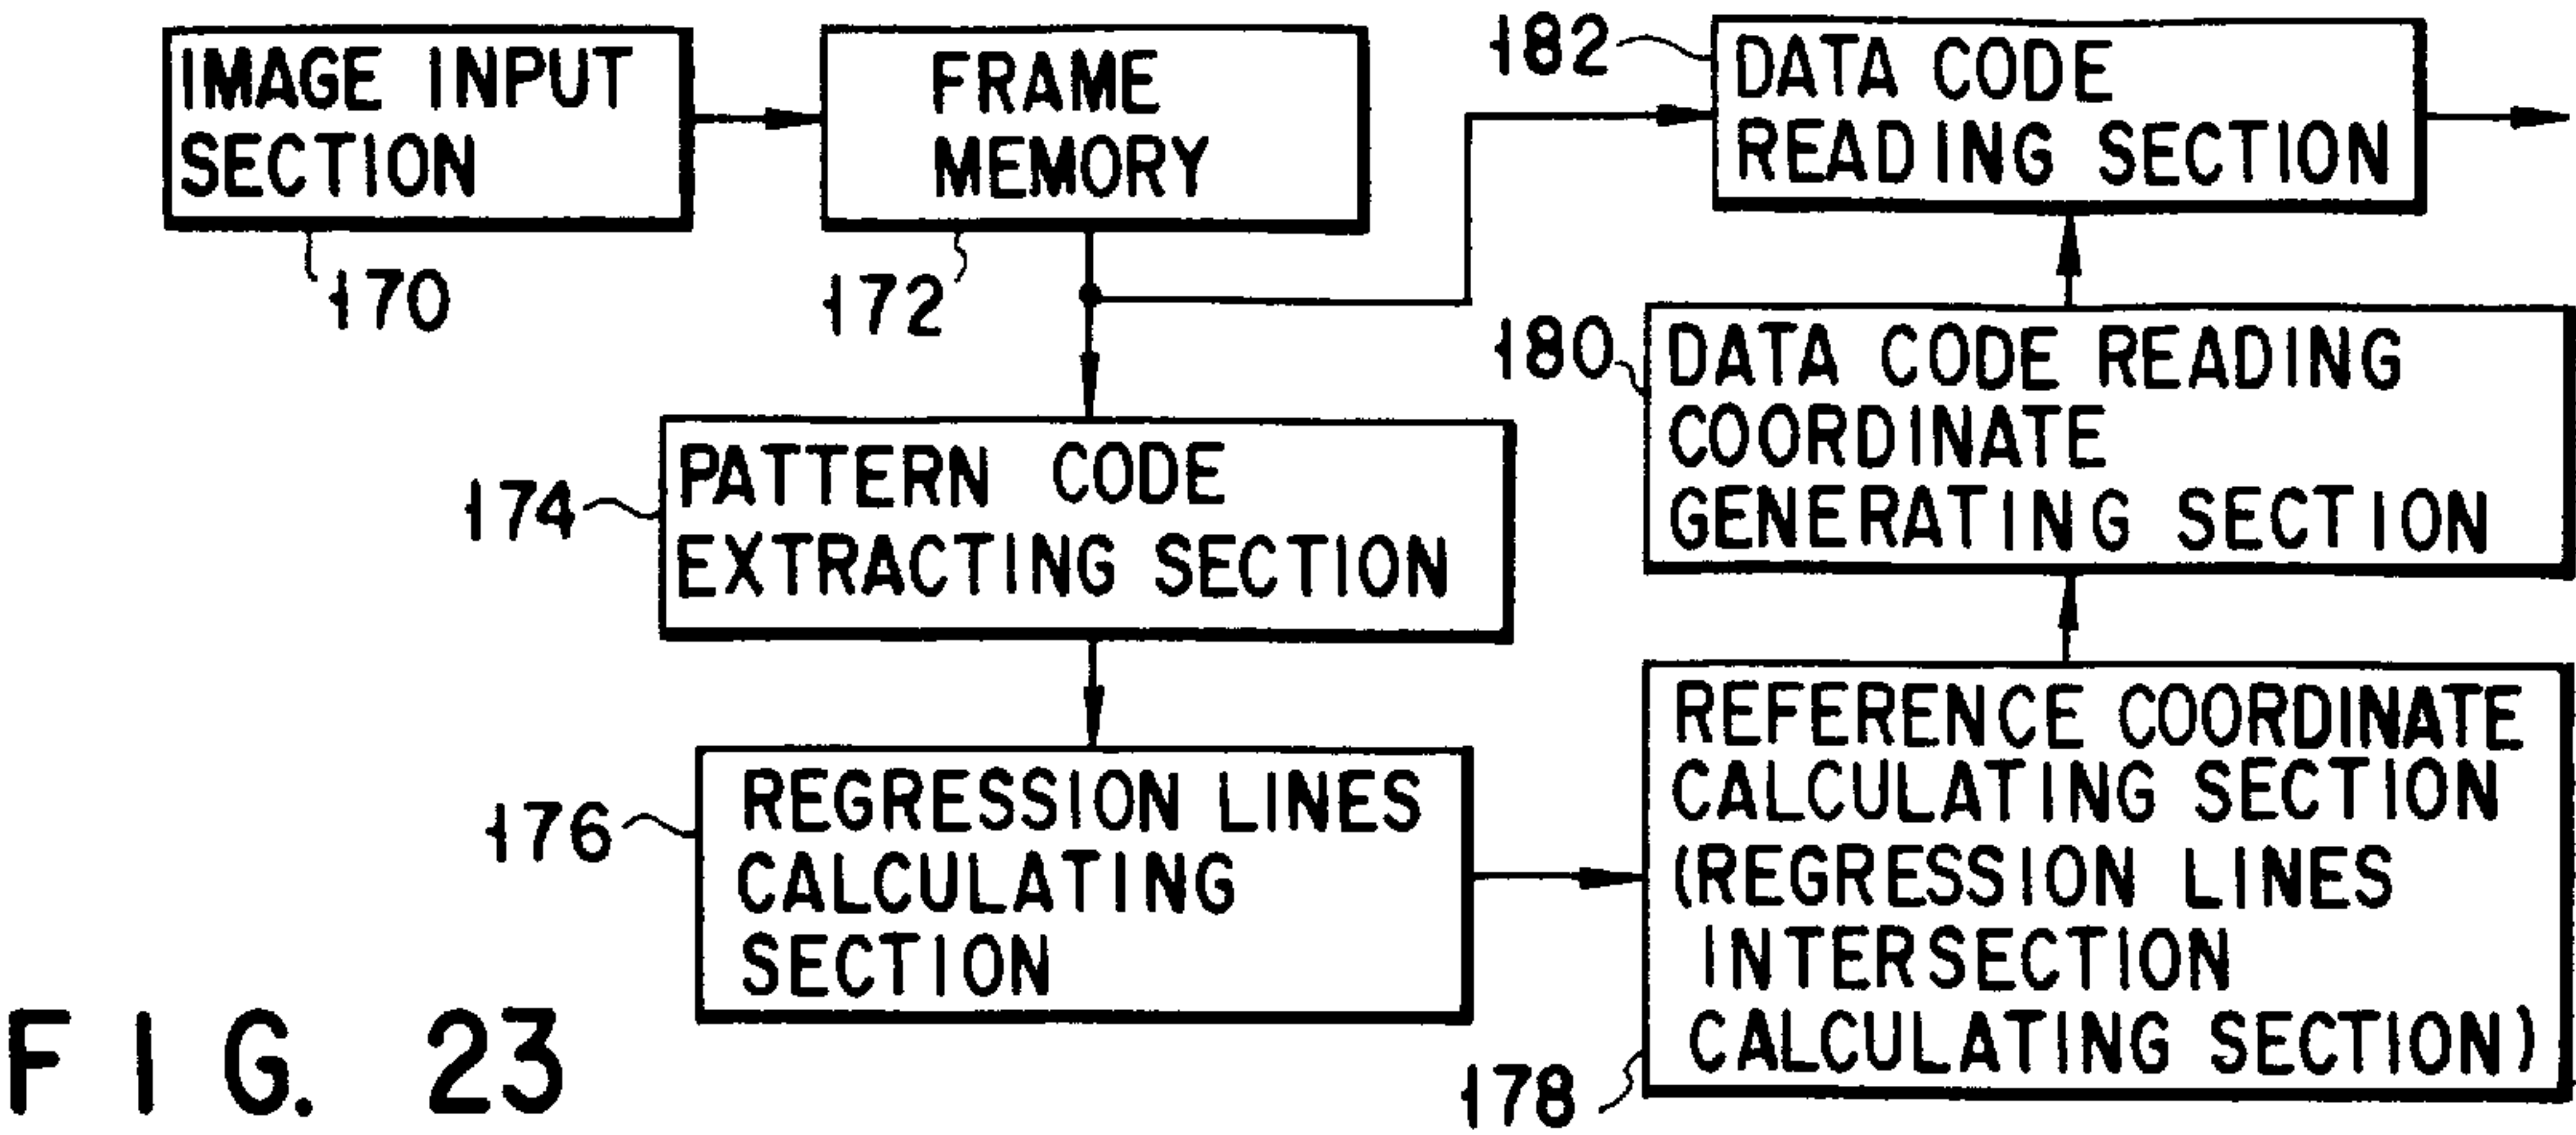 IMAGE INPUT
SECTION
170
FRAME
MEMORY
172
182
DATA CODE
READING SECTION
174
PATTERN CODE
EXTRACTING SECTION
180
DATA CODE READING
COORDINATE
GENERATING SECTION
176
REGRESSION LINES
CALCULATING
SECTION
REFERENCE COORDINATE
CALCULATING SECTION
(REGRESSION LINES
INTERSECTION
CALCULATING SECTION)
178
FIG. 23